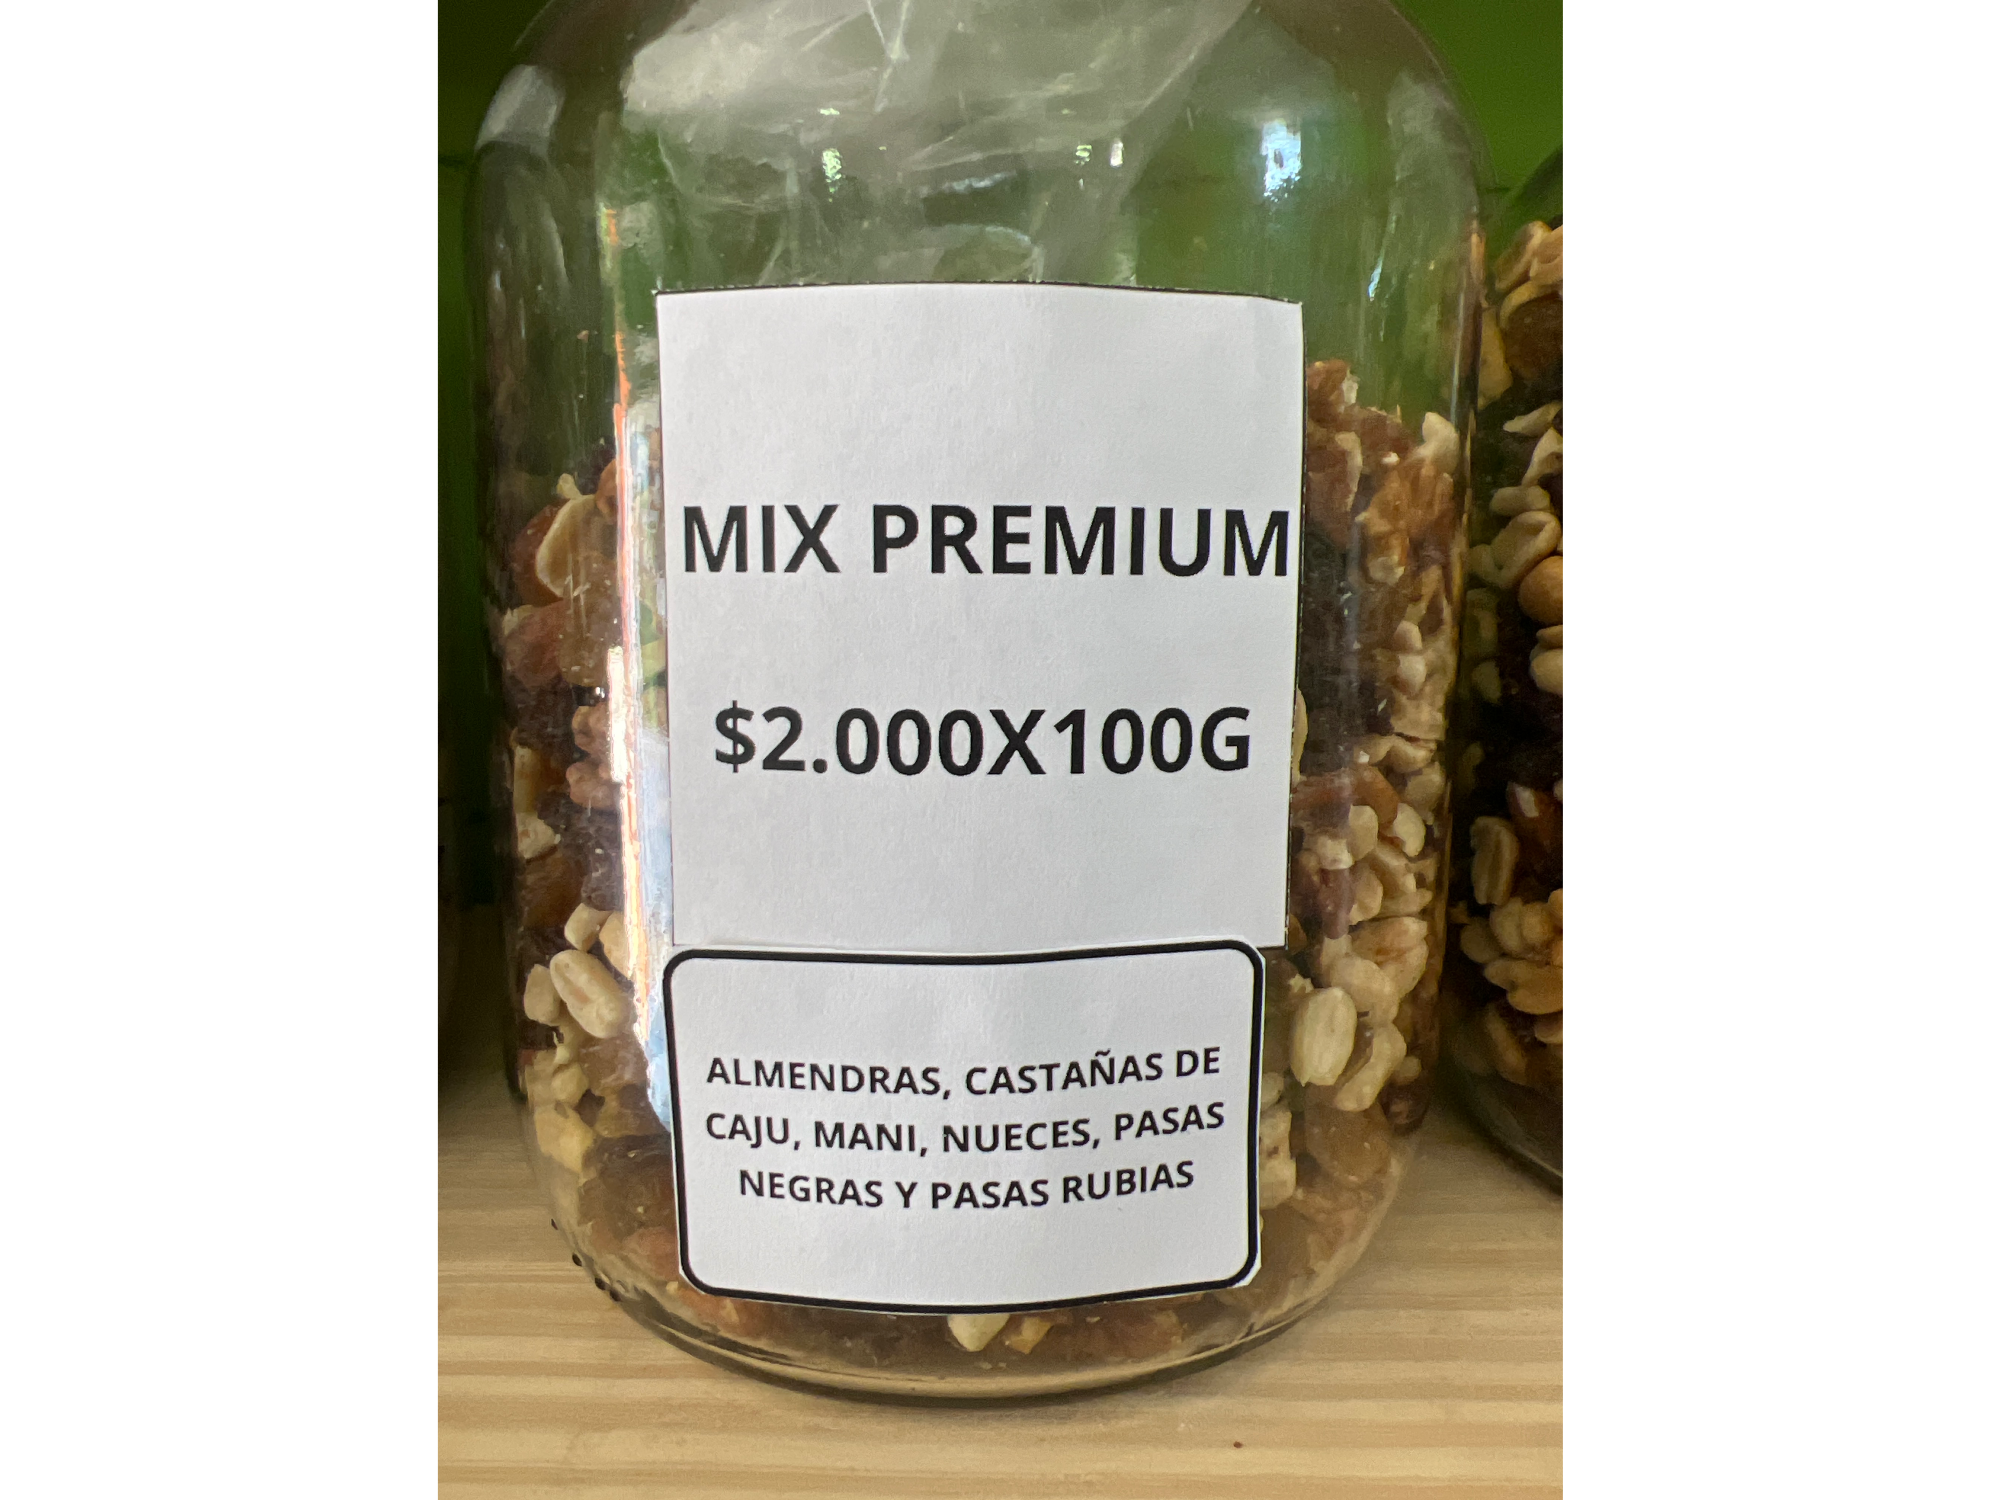 MIX PREMIUM
$2.000X100G
ALMENDRAS, CASTAÑAS DE
CAJU, MANI, NUECES, PASAS
NEGRAS Y PASAS RUBIAS